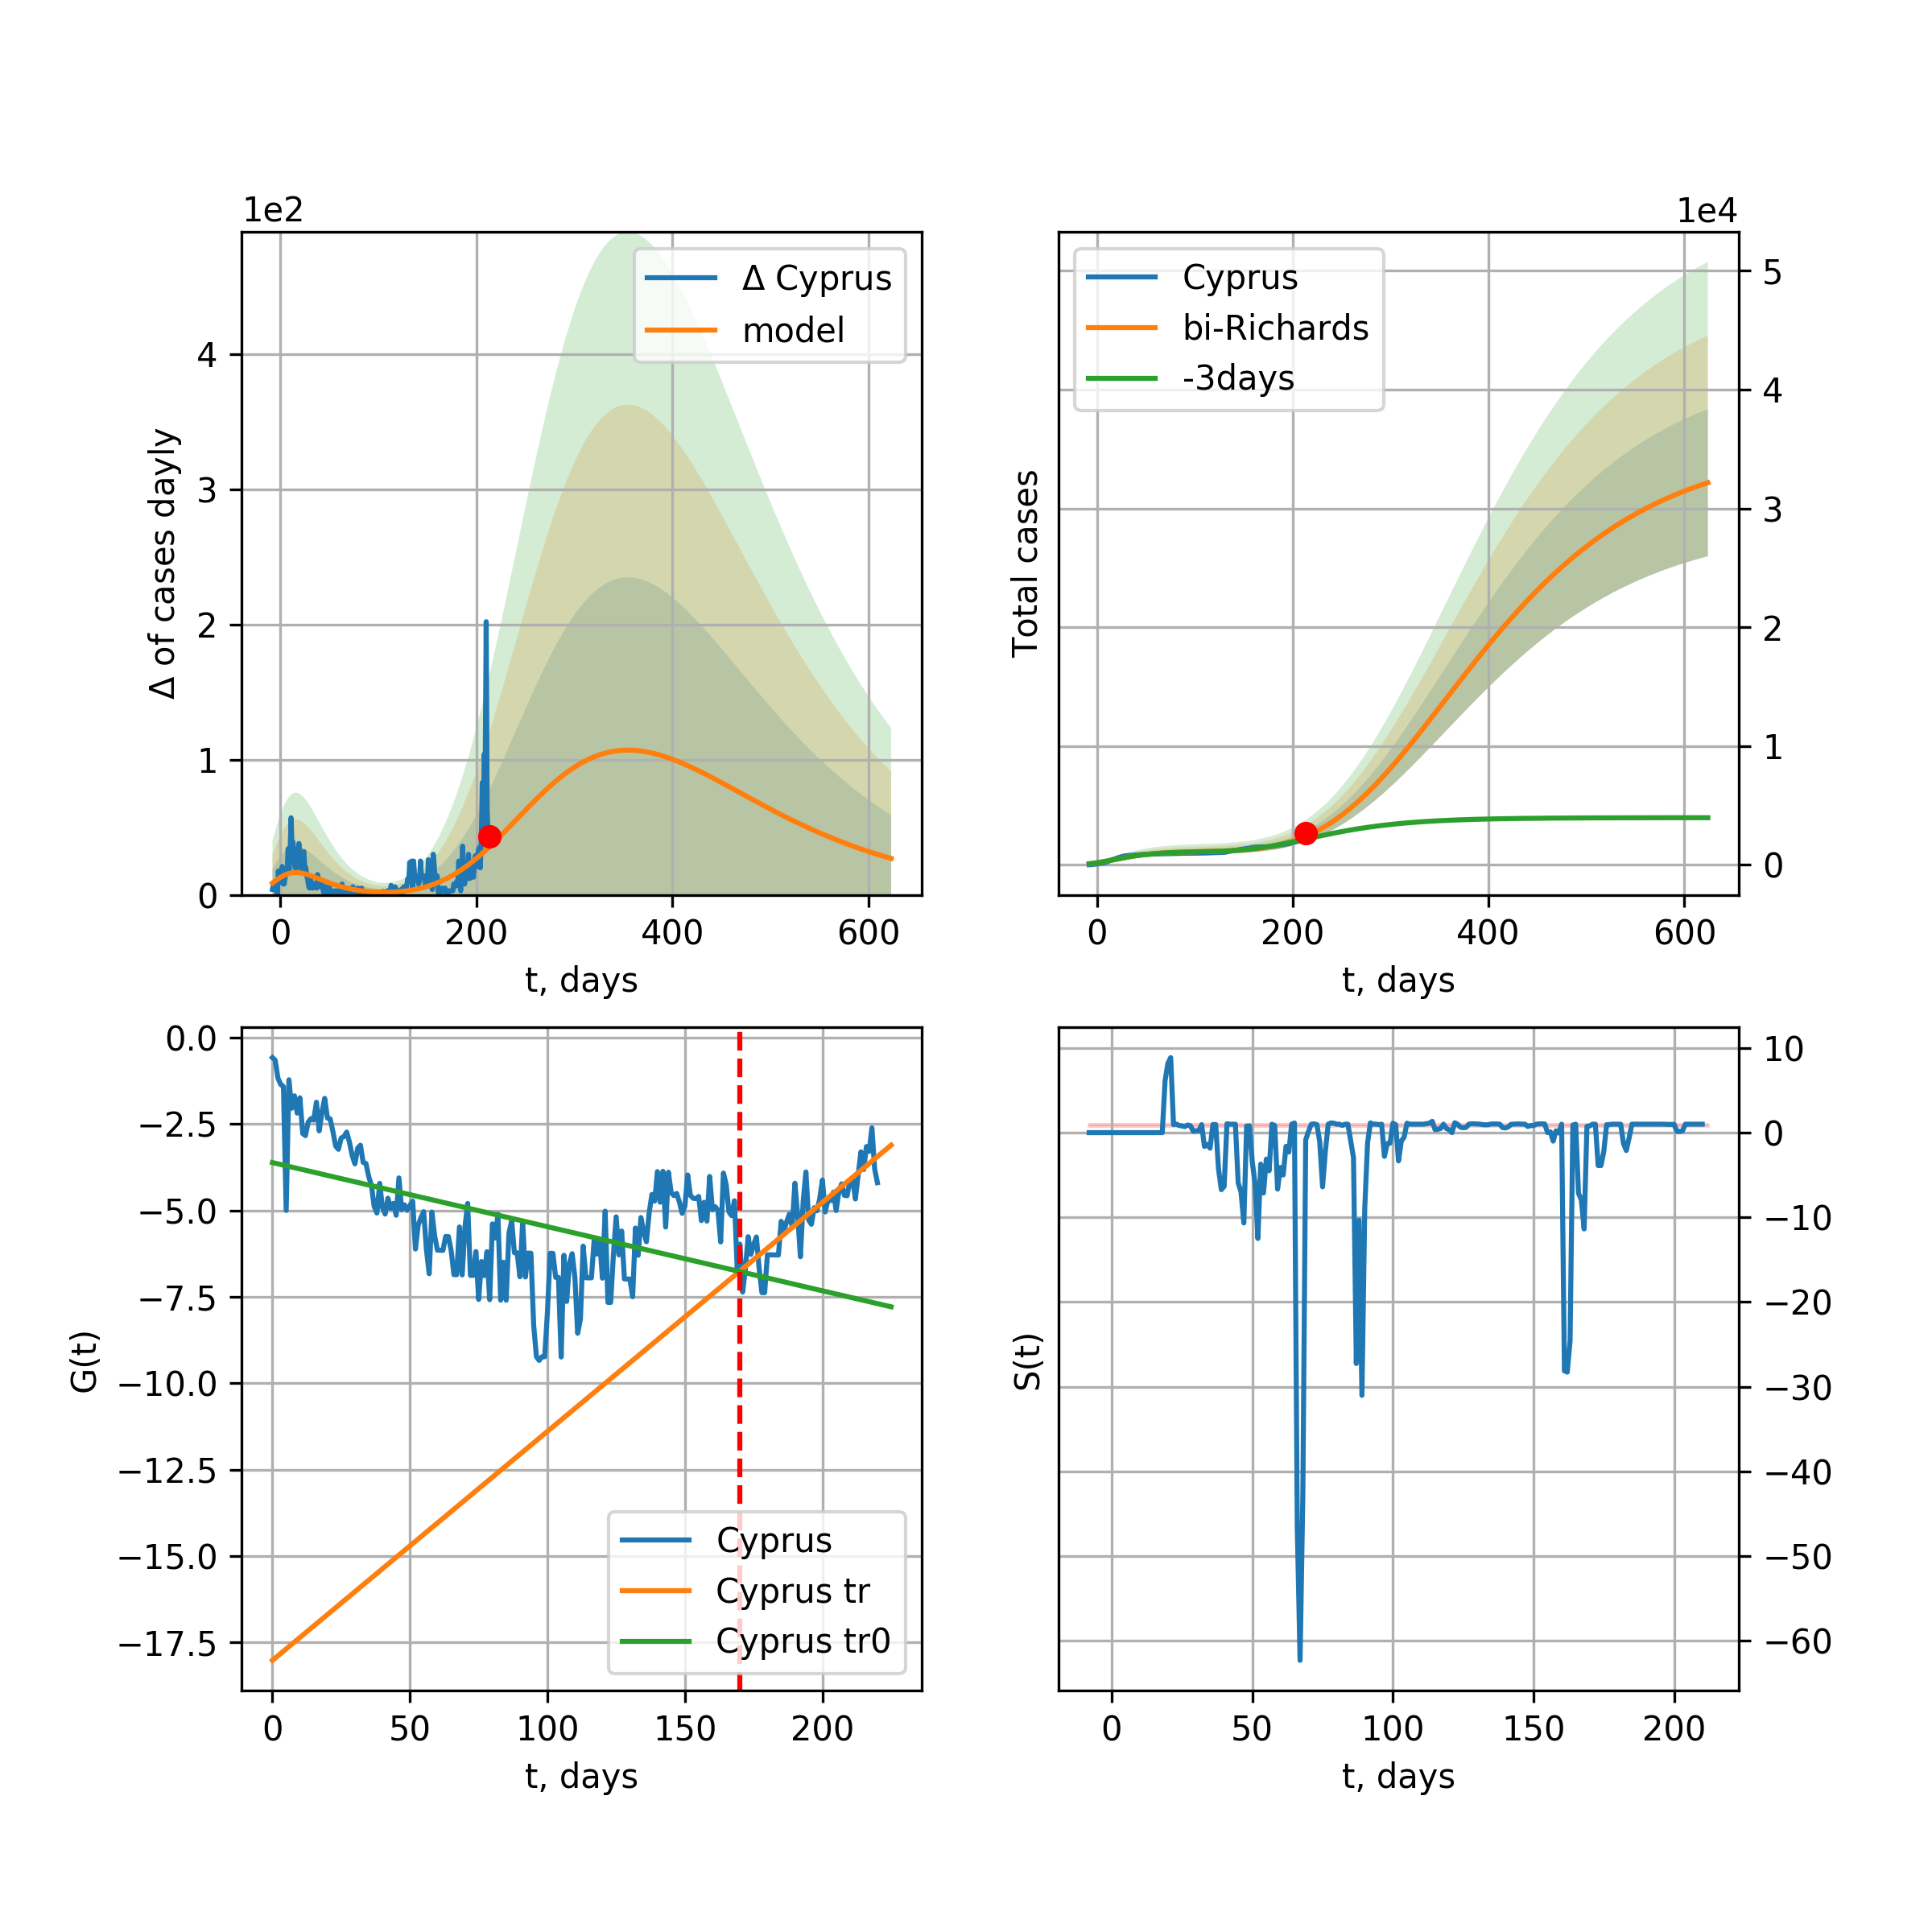 1e2
Δ Cyprus
model
4
3
2
1
0
Δ of cases dayly
0 200 400 600
t, days
1e4
Cyprus
bi-Richards
-3days
5
4
3
2
1
0
Total cases
0 200 400 600
t, days
0.0
−2.5
−5.0
−7.5
−10.0
−12.5
−15.0
−17.5
G(t)
Cyprus
Cyprus tr
Cyprus tr0
0 50 100 150 200
t, days
10
0
−10
−20
−30
−40
−50
−60
S(t)
0 50 100 150 200
t, days